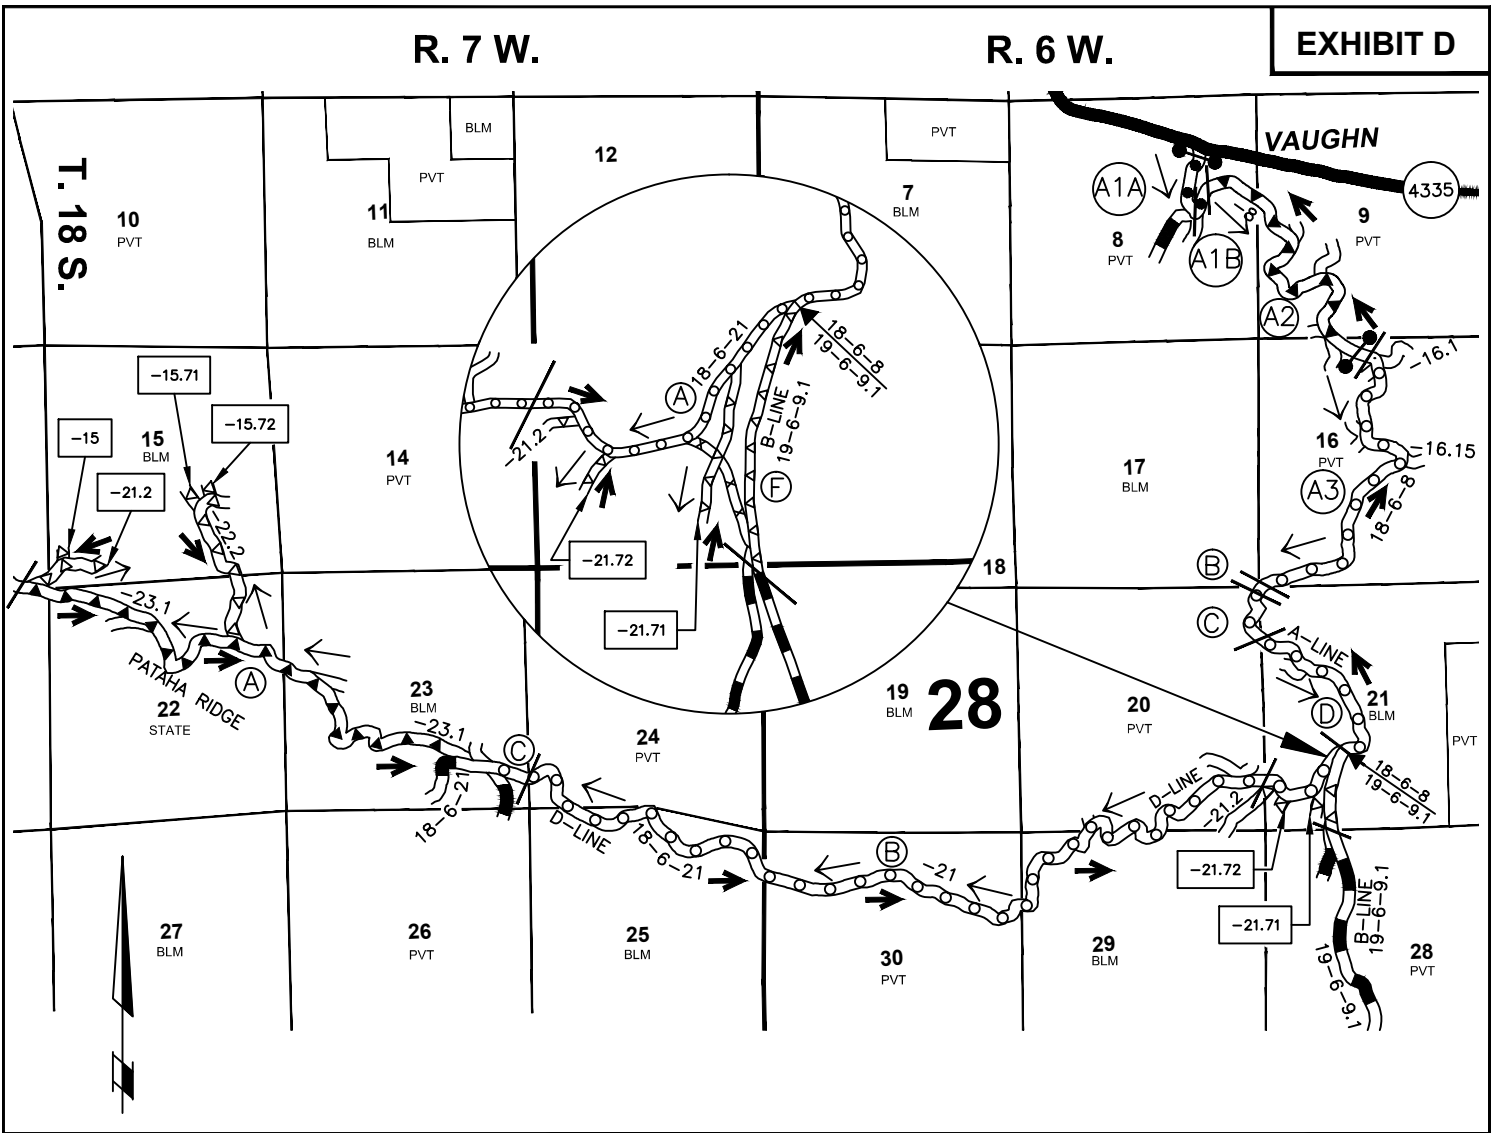 R. 7 W.
R. 6 W.
EXHIBIT D
T. 18 S.
BLM
PVT
12
PVT
VAUGHN
4335
10
PVT
11
BLM
7
BLM
A1A
8
PVT
A1B
-8
9
PVT
A2
18-6-21
A
18-6-8
19-6-9.1
B-LINE
19-6-9.1
F
-21.2
-21.72
-21.71
-15.71
-15.72
-15
15
BLM
-21.2
-22.2
14
PVT
17
BLM
16
PVT
-16.1
-16.15
A3
18-6-8
18
B
C
-23.1
PATAHA RIDGE
A
22
STATE
23
BLM
-23.1
18-6-21
C
24
PVT
19
BLM
28
20
PVT
A-LINE
D
21
BLM
PVT
18-6-8
19-6-9.1
D-LINE
-21.2
D-LINE
18-6-21
B
-21
-21.72
-21.71
B-LINE
19-6-9.1
19-6-9.1
27
BLM
26
PVT
25
BLM
30
PVT
29
BLM
28
PVT